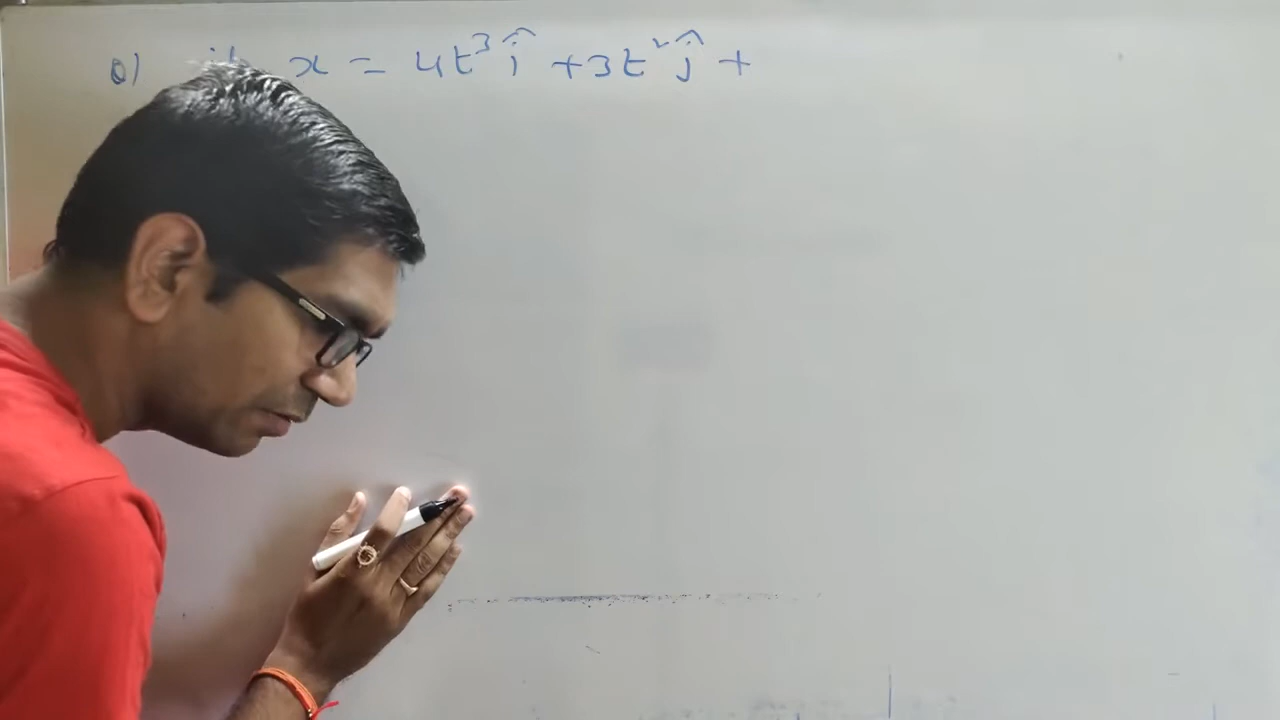 Q) x = 4t³ î + 3t² ĵ +